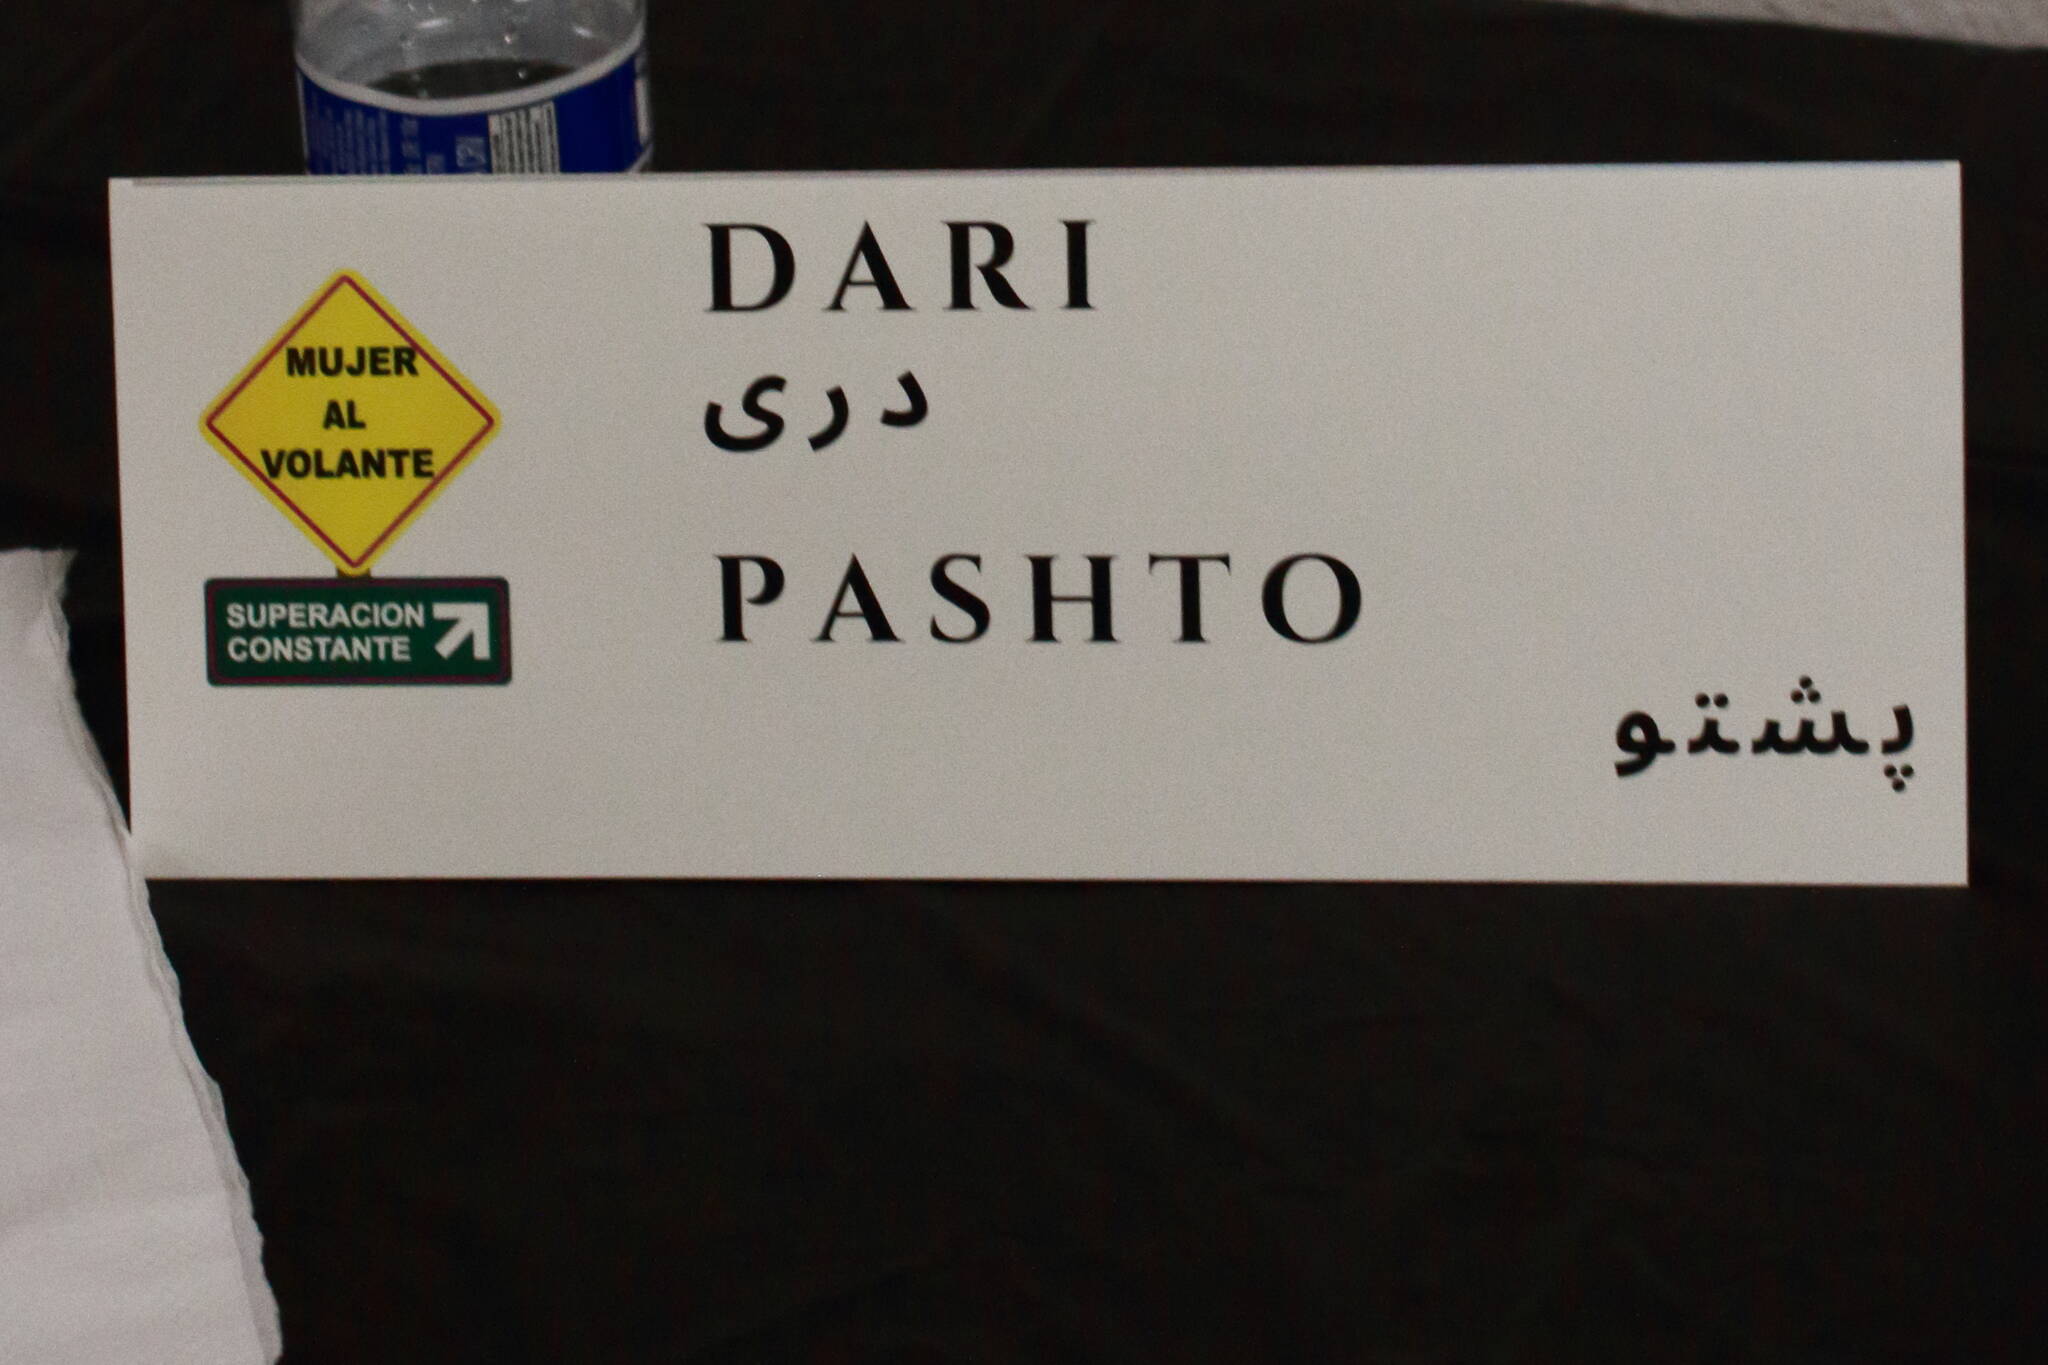 DARI
دری
PASHTO
پشتو
MUJER
AL
VOLANTE
SUPERACION
CONSTANTE